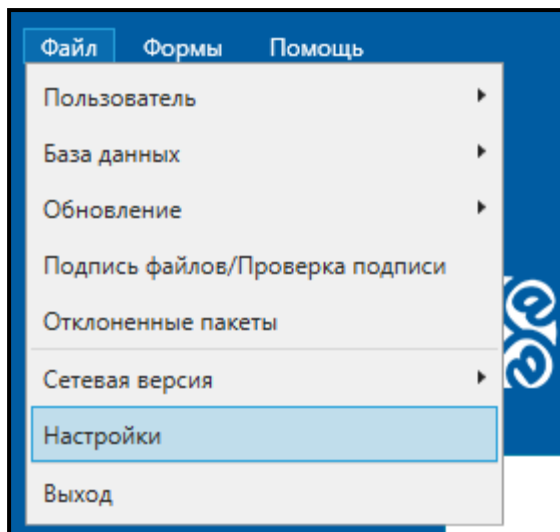 Файл Формы Помощь
Пользователь
База данных
Обновление
Подпись файлов/Проверка подписи
Отклоненные пакеты
Сетевая версия
Настройки
Выход